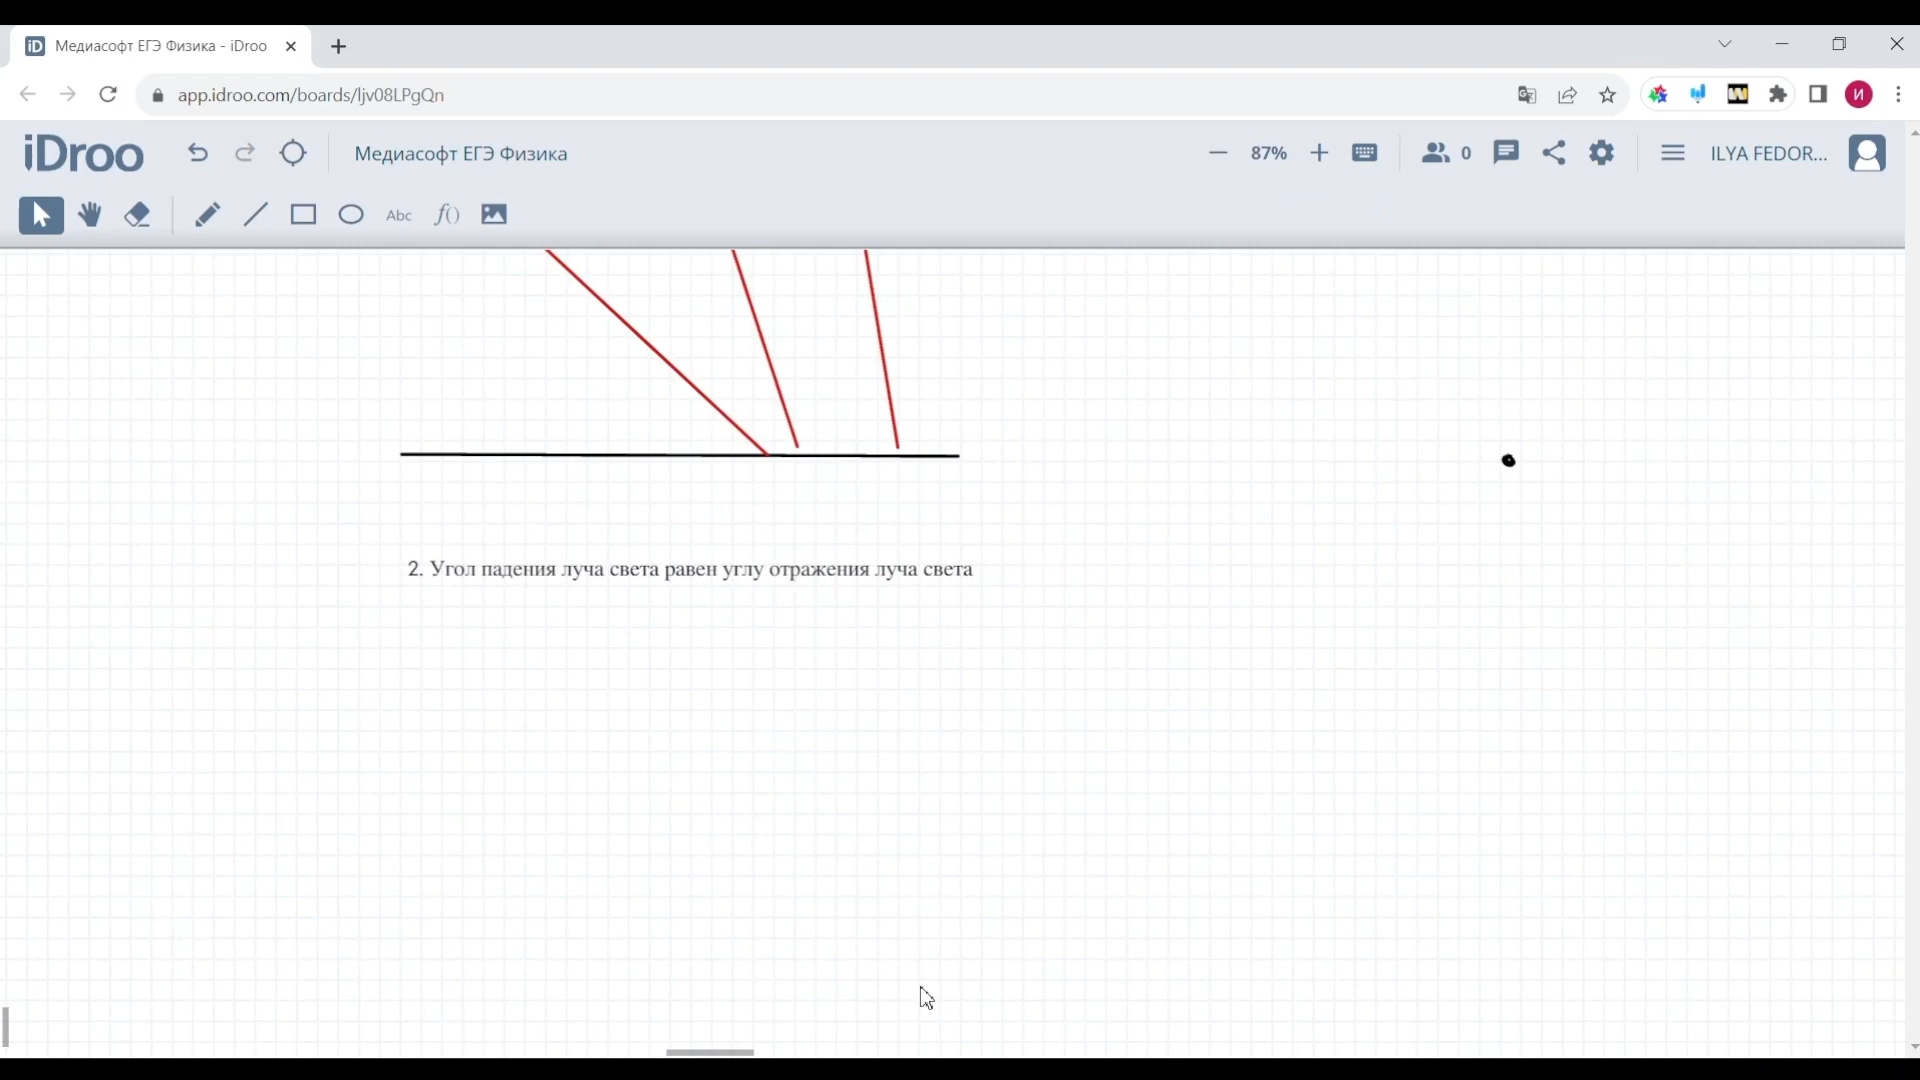 Медиасофт ЕГЭ Физика - iDroo
app.idroo.com/boards/ljv08LPgQn
И
iDroo
Медиасофт ЕГЭ Физика
87%
0
ILYA FEDOR...
Abc
f()
2. Угол падения луча света равен углу отражения луча света